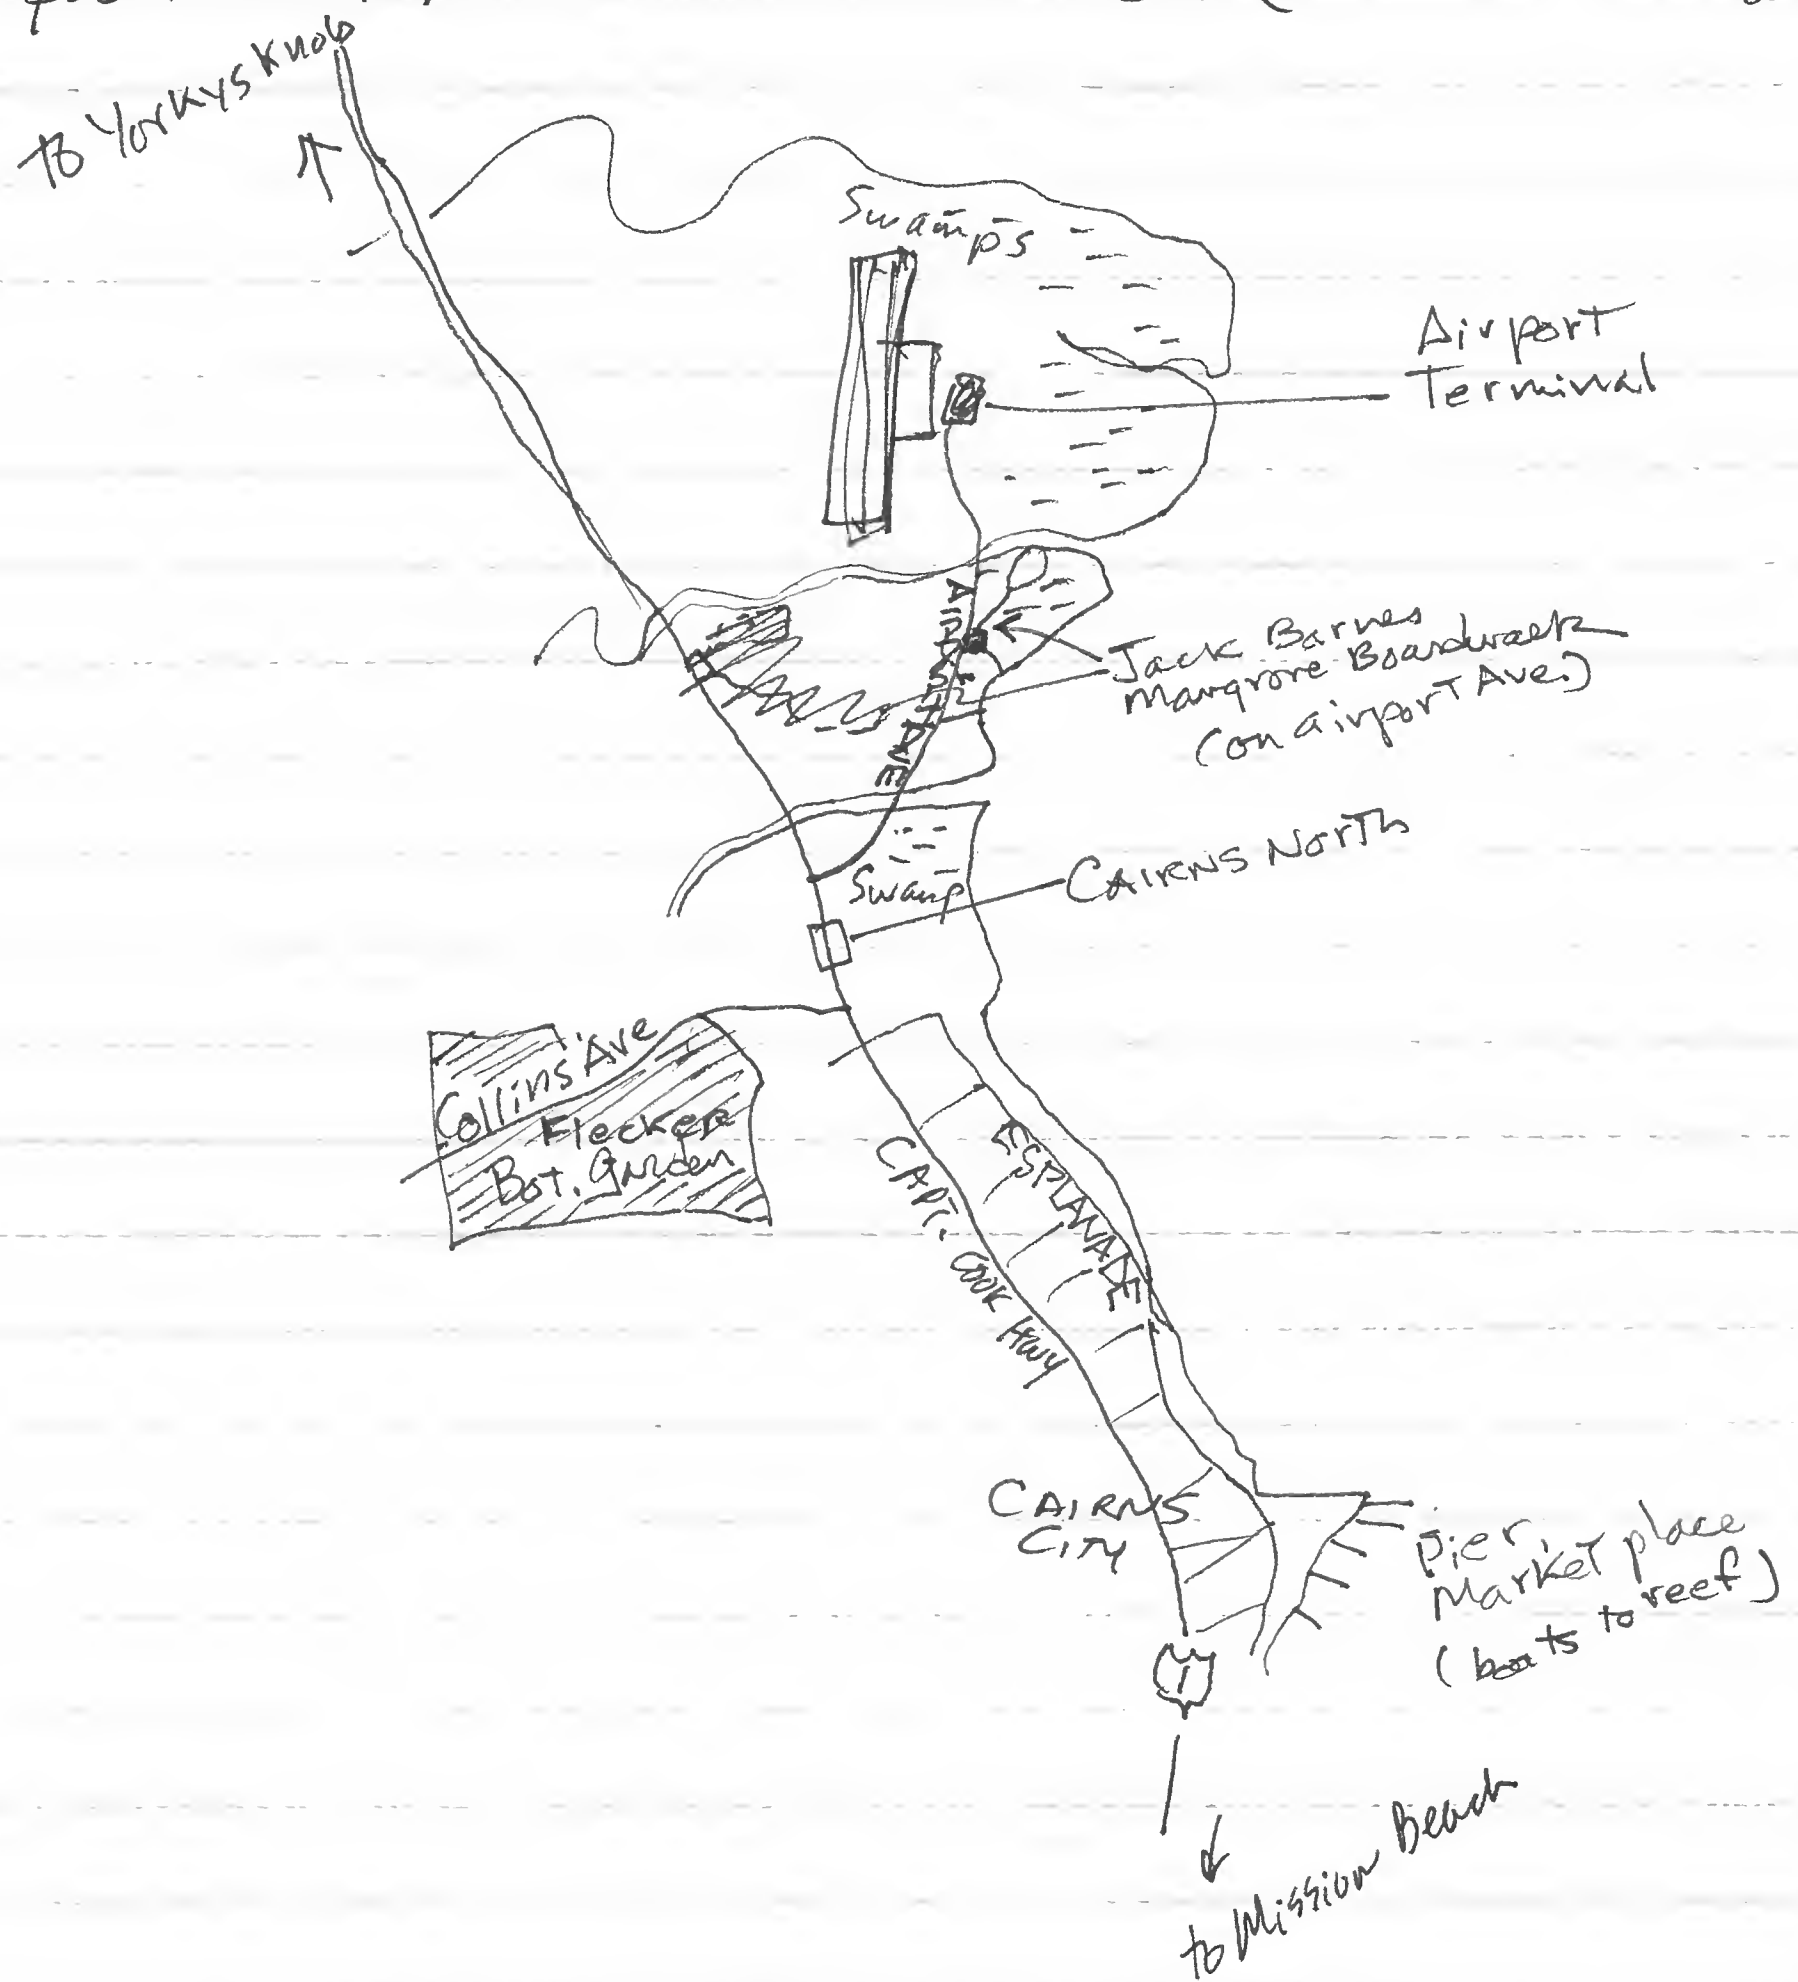 to Yorkys Knob
Swamps
Airport
Terminal
AIRPORT AVE
Jack Barnes
Mangrove Boardwalk
(on airport Ave.)
CAIRNS NORTH
Swamp
Collins Ave
Flecker
Bot. Garden
ESPLANADE
CAPT. COOK HWY
CAIRNS
CITY
Pier,
Market place
(boats to reef)
1
to Mission Beach